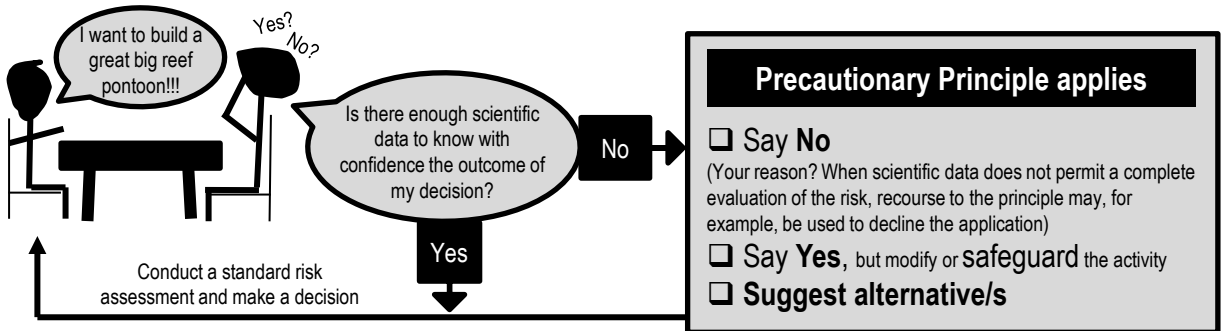 I want to build a
great big reef
pontoon!!!
Yes?
No?
Is there enough scientific
data to know with
confidence the outcome of
my decision?
No
Yes
Conduct a standard risk
assessment and make a decision
Precautionary Principle applies
❑ Say No
(Your reason? When scientific data does not permit a complete
evaluation of the risk, recourse to the principle may, for
example, be used to decline the application)
❑ Say Yes, but modify or safeguard the activity
❑ Suggest alternative/s